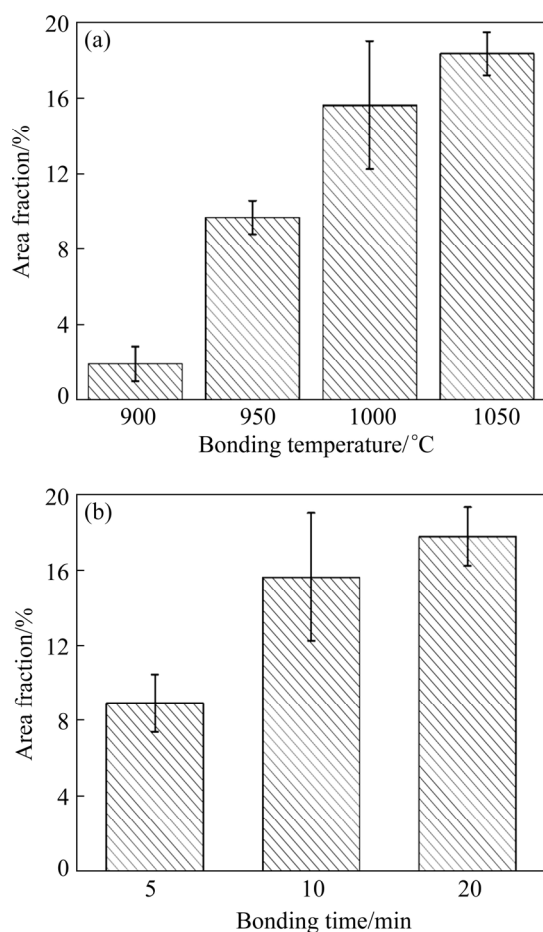 (a)
20
16
12
8
4
0
Area fraction/%
900 950 1000 1050
Bonding temperature/°C
(b)
20
16
12
8
4
0
Area fraction/%
5 10 20
Bonding time/min